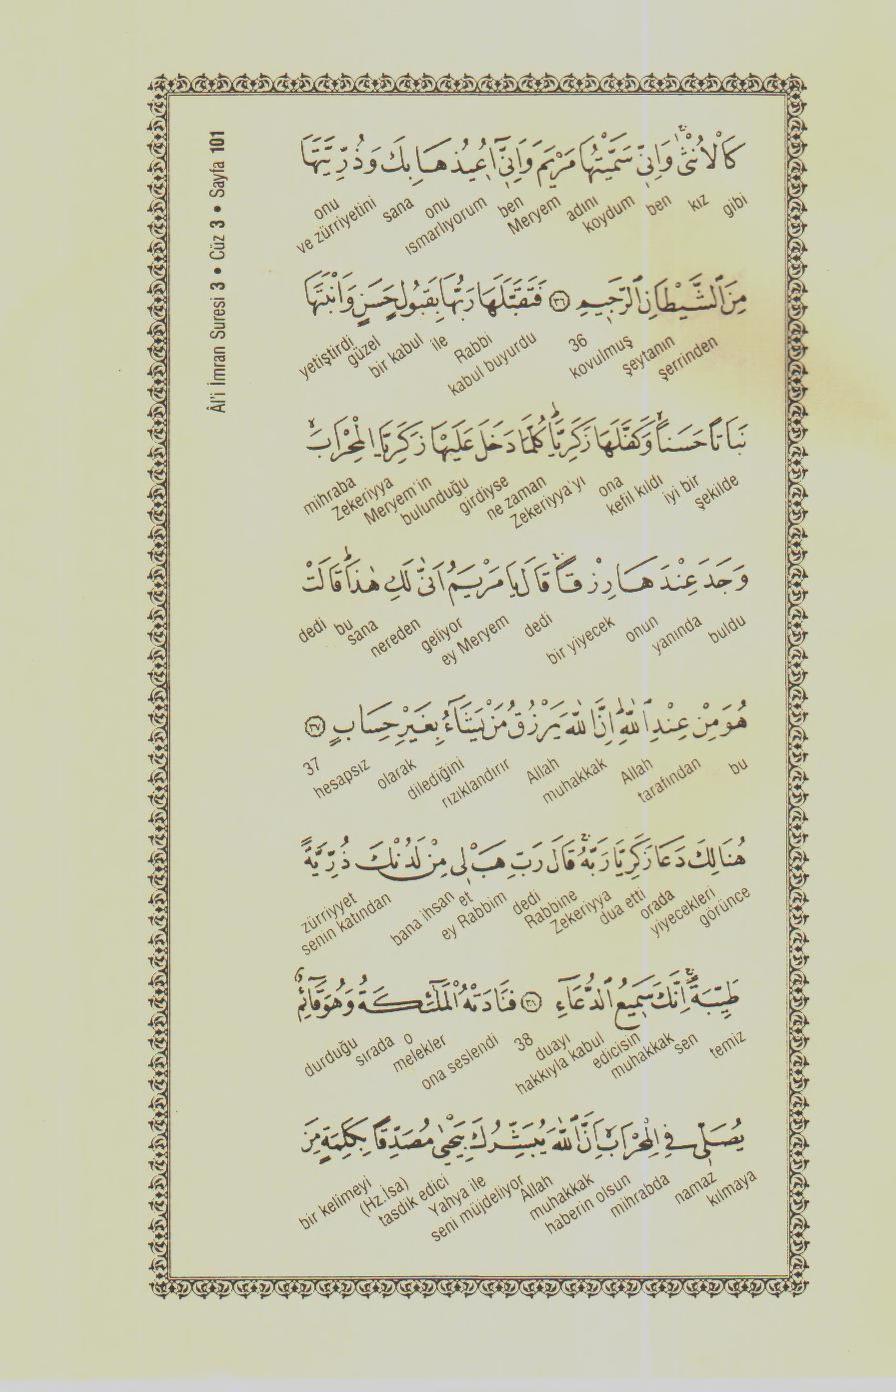 Âl'i İmran Suresi 3 • Cüz 3 • Sayfa 101
كَالْاُنْثٰىۚ وَاِنّ۪ي سَمَّيْتُهَا مَرْيَمَ وَاِنّ۪ٓي اُع۪يذُهَا بِكَ وَذُرِّيَّتَهَا
gibi kız ben koydum adını Meryem ben ısmarlıyorum onu sana ve zürriyetini onu
مِنَ الشَّيْطَانِ الرَّج۪يمِ ﴿٣٦﴾ فَتَقَبَّلَهَا رَبُّهَا بِقَبُولٍ حَسَنٍ وَاَنْبَتَهَا
şerrinden şeytanın kovulmuş 36 kabul buyurdu Rabbi ile bir kabul güzel yetiştirdi
نَبَاتًا حَسَنًاۙ وَكَفَّلَهَا زَكَرِيَّاۜ كُلَّمَا دَخَلَ عَلَيْهَا زَكَرِيَّا الْمِحْرَابَۙ
şekilde iyi bir kefil kıldı ona Zekeriyya'yı ne zaman girdiyse bulunduğu Meryem'in Zekeriyya mihraba
وَجَدَ عِنْدَهَا رِزْقًاۚ قَالَ يَا مَرْيَمُ اَنّٰى لَكِ هٰذَاۜ قَالَتْ
buldu yanında onun bir yiyecek dedi ey Meryem geliyor nereden sana bu dedi
هُوَ مِنْ عِنْدِ اللّٰهِۜ اِنَّ اللّٰهَ يَرْزُقُ مَنْ يَشَٓاءُ بِغَيْرِ حِسَابٍ ﴿٣٧﴾
bu tarafından Allah muhakkak Allah rızıklandırır dilediğini olarak hesapsız 37
هُنَالِكَ دَعَا زَكَرِيَّا رَبَّهُۚ قَالَ رَبِّ هَبْ ل۪ي مِنْ لَدُنْكَ ذُرِّيَّةً
görünce yiyecekleri orada dua etti Zekeriyya Rabbine dedi ey Rabbim et bana ihsan senin katından zürriyyet
طَيِّبَةًۚ اِنَّكَ سَم۪يعُ الدُّعَٓاءِ ﴿٣٨﴾ فَنَادَتْهُ الْمَلٰٓئِكَةُ وَهُوَ قَٓائِمٌ
temiz sen muhakkak edicisin hakkıyla kabul duayı 38 ona seslendi melekler o sırada durduğu
يُصَلّ۪ي فِي الْمِحْرَابِۙ اَنَّ اللّٰهَ يُبَشِّرُكَ بِيَحْيٰى مُصَدِّقًا بِكَلِمَةٍ مِنَ
kılmaya namaz mihrabda haberin olsun muhakkak Allah seni müjdeliyor Yahya ile tasdik edici (Hz.İsa) bir kelimeyi